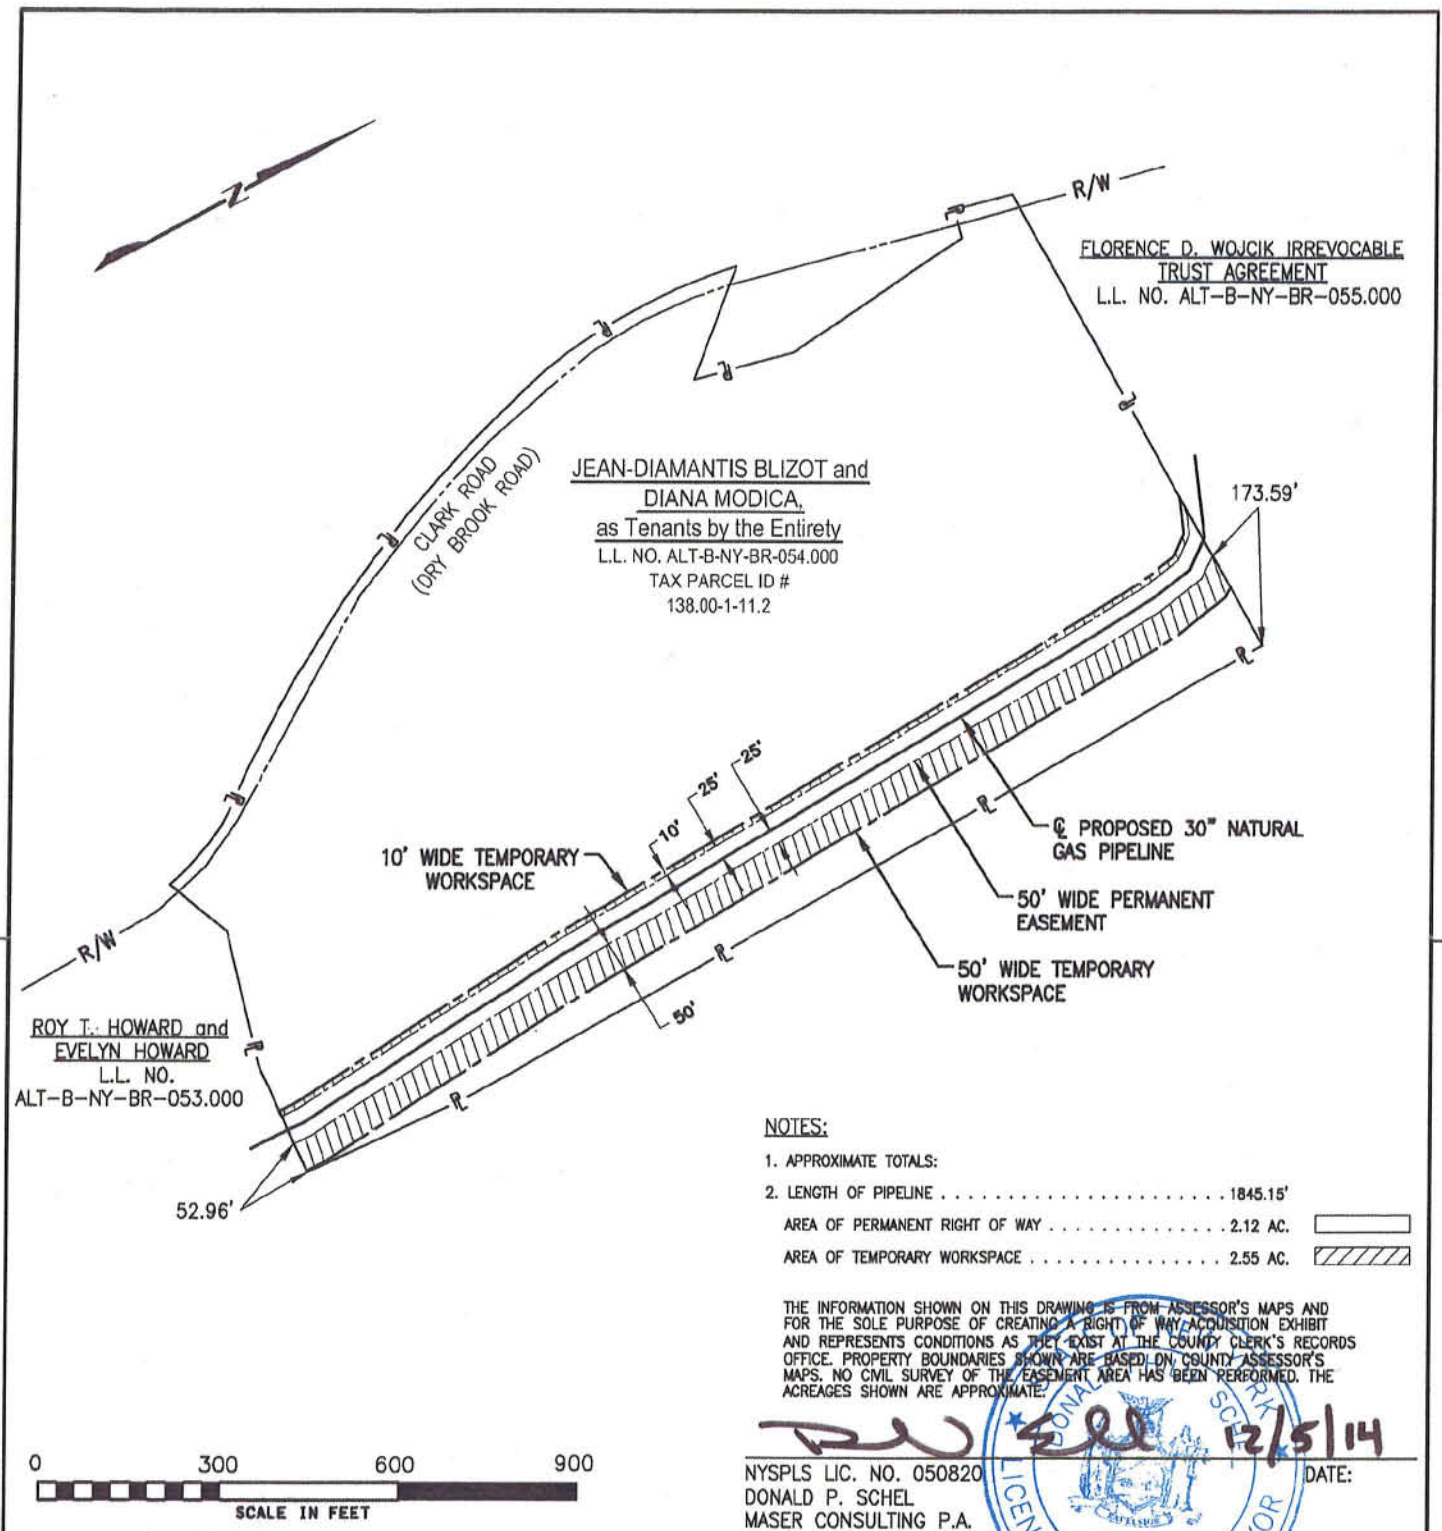 N
R/W
FLORENCE D. WOJCIK IRREVOCABLE
TRUST AGREEMENT
L.L. NO. ALT-B-NY-BR-055.000
CLARK ROAD
(DRY BROOK ROAD)
JEAN-DIAMANTIS BLIZOT and
DIANA MODICA,
as Tenants by the Entirety
L.L. NO. ALT-B-NY-BR-054.000
TAX PARCEL ID #
138.00-1-11.2
173.59'
25'
25'
10'
10' WIDE TEMPORARY
WORKSPACE
℄ PROPOSED 30" NATURAL
GAS PIPELINE
50' WIDE PERMANENT
EASEMENT
50' WIDE TEMPORARY
WORKSPACE
50'
R/W
ROY T. HOWARD and
EVELYN HOWARD
L.L. NO.
ALT-B-NY-BR-053.000
52.96'
NOTES:
1. APPROXIMATE TOTALS:
2. LENGTH OF PIPELINE . . . . . . . . . . . . . . . . . . . . . . . 1845.15'
AREA OF PERMANENT RIGHT OF WAY . . . . . . . . . . . . . . 2.12 AC.
AREA OF TEMPORARY WORKSPACE . . . . . . . . . . . . . . . . 2.55 AC.
THE INFORMATION SHOWN ON THIS DRAWING IS FROM ASSESSOR'S MAPS AND
FOR THE SOLE PURPOSE OF CREATING A RIGHT OF WAY ACQUISITION EXHIBIT
AND REPRESENTS CONDITIONS AS THEY EXIST AT THE COUNTY CLERK'S RECORDS
OFFICE. PROPERTY BOUNDARIES SHOWN ARE BASED ON COUNTY ASSESSOR'S
MAPS. NO CIVIL SURVEY OF THE EASEMENT AREA HAS BEEN PERFORMED. THE
ACREAGES SHOWN ARE APPROXIMATE.
12/5/14
NYSPLS LIC. NO. 050820
DATE:
DONALD P. SCHEL
MASER CONSULTING P.A.
STATE OF NEW YORK
EXCELSIOR
0 300 600 900
SCALE IN FEET